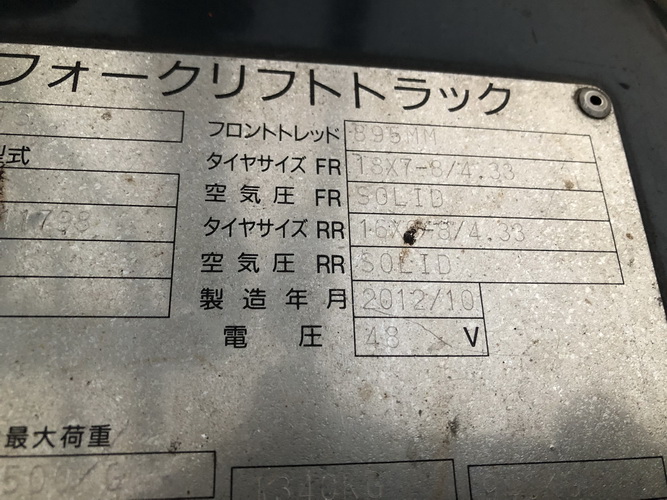 フォークリフトトラック
フロントトレッド 895MM
型式
タイヤサイズ FR 18X7-8/4.33
空気圧 FR SOLID
タイヤサイズ RR
空気圧 RR SOLID
製造年月 2012/10
電圧 48 V
最大荷重